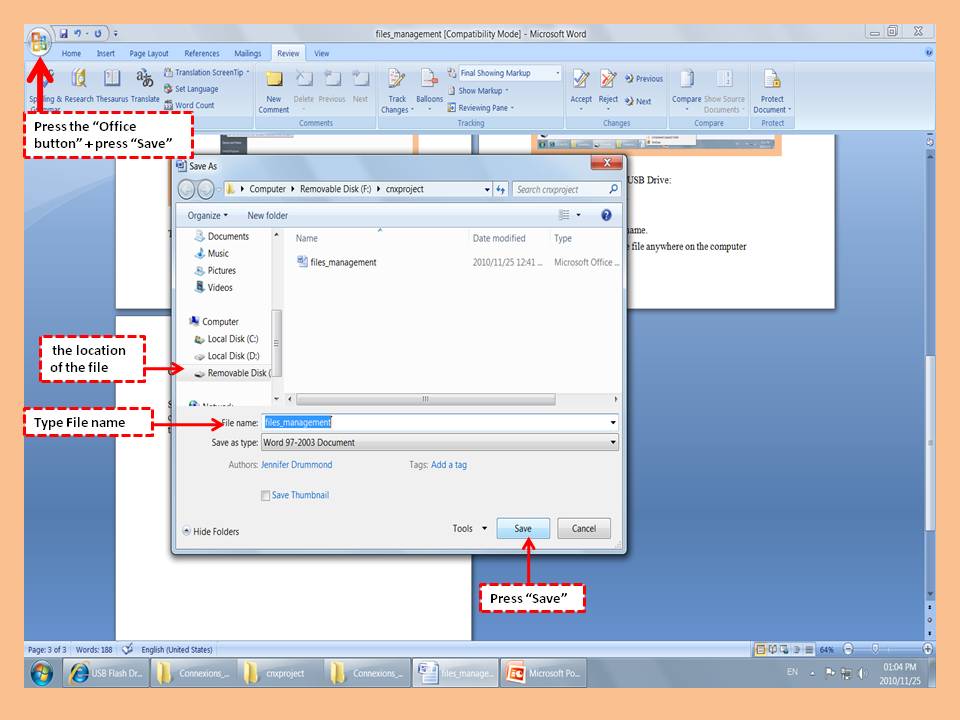 files_management [Compatibility Mode] - Microsoft Word
Home Insert Page Layout References Mailings Review View
Spelling & Research Thesaurus Translate
Grammar
Translation ScreenTip
Set Language
Word Count
New
Comment
Delete Previous Next
Comments
Track
Changes
Balloons
Final Showing Markup
Show Markup
Reviewing Pane
Tracking
Accept Reject
Previous
Next
Changes
Compare Show Source
Documents
Compare
Protect
Document
Protect
Press the “Office
button” + press “Save”
USB Drive:
file anywhere on the computer
Save As
Computer Removable Disk (F:) cnxproject
Search cnxproject
Organize New folder
Documents
Music
Pictures
Videos
Computer
Local Disk (C:)
Local Disk (D:)
Removable Disk (
Network
Name Date modified Type
files_management 2010/11/25 12:41 ... Microsoft Office ...
the location
of the file
Type File name
File name: files_management
Save as type: Word 97-2003 Document
Authors: Jennifer Drummond Tags: Add a tag
Save Thumbnail
Hide Folders Tools Save Cancel
Press “Save”
Page: 3 of 3 Words: 188 English (United States) 64%
USB Flash Dr... Connexions_... cnxproject Connexions_... files_manage... Microsoft Po...
EN 01:04 PM
2010/11/25